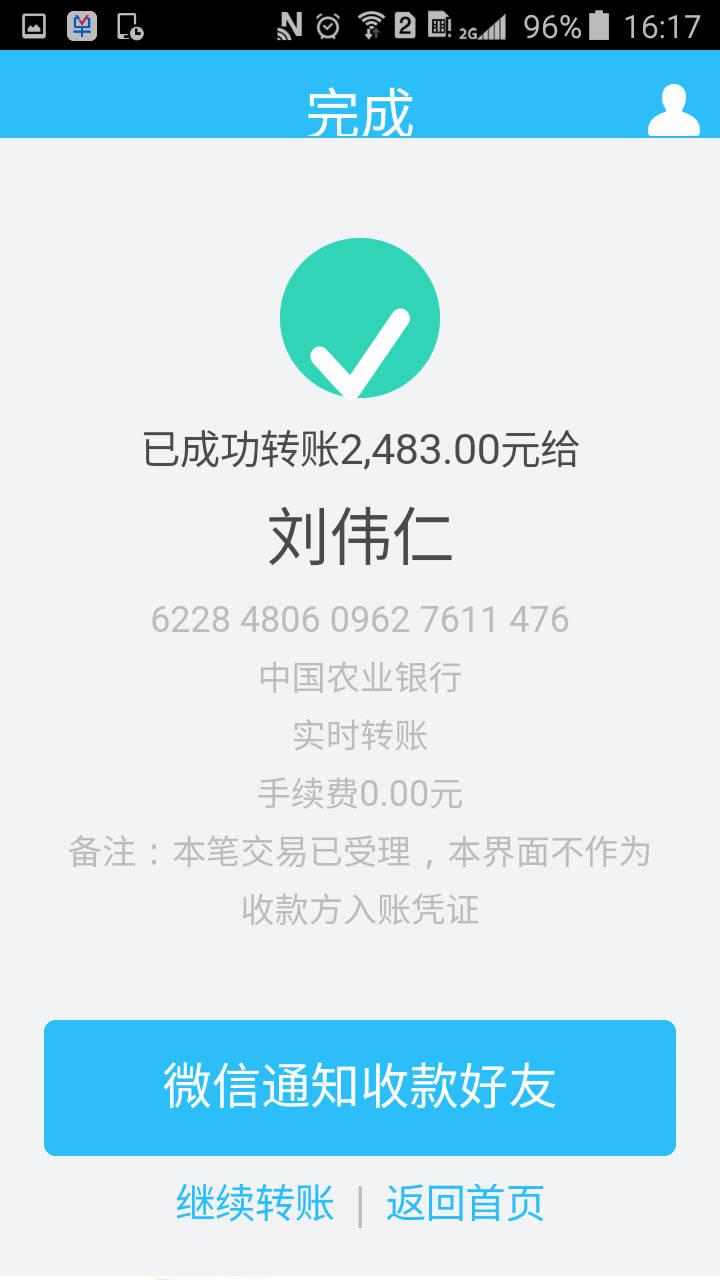 2G 96% 16:17
完成
已成功转账2,483.00元给
刘伟仁
6228 4806 0962 7611 476
中国农业银行
实时转账
手续费0.00元
备注：本笔交易已受理，本界面不作为
收款方入账凭证
微信通知收款好友
继续转账 | 返回首页